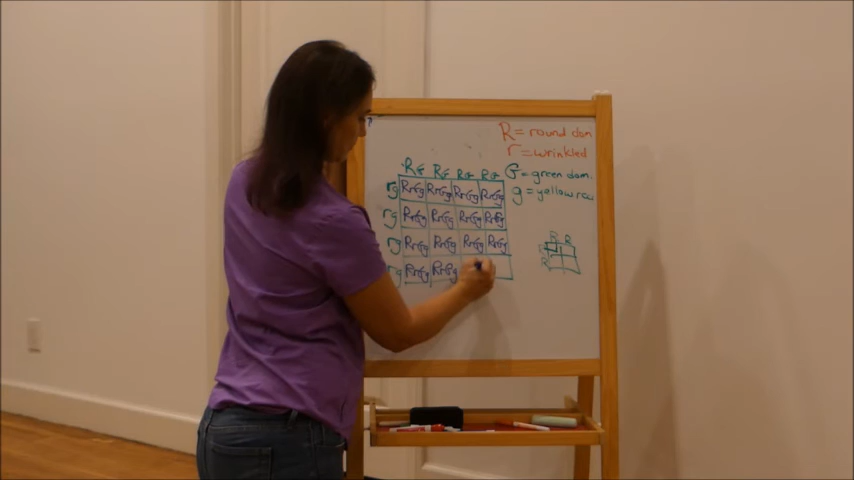 R = round dom
r = wrinkled
G = green dom.
g = yellow rec
RG RG RG RG
rg RrGg RrGg RrGg RrGg
rg RrGg RrGg RrGg RrGg
rg RrGg RrGg RrGg RrGg
rg RrGg RrGg
R R
R